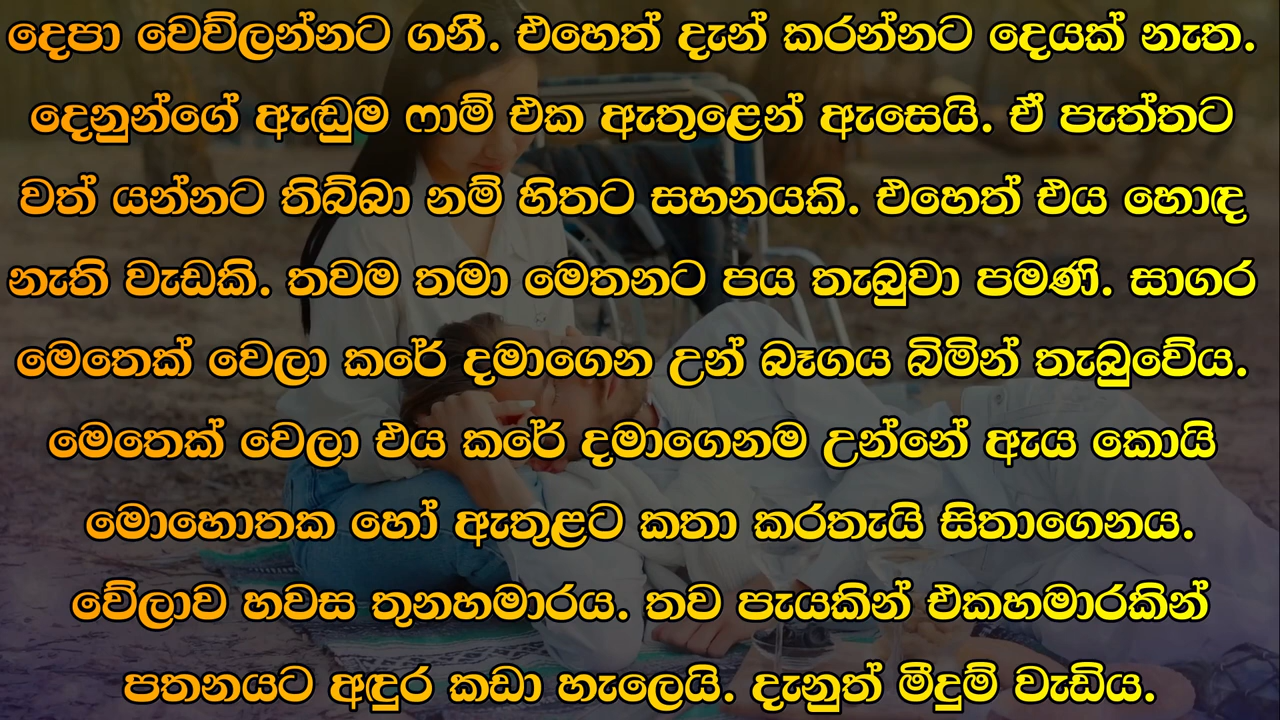 දෙපා වෙව්ලන්නට ගනී. එහෙත් දැන් කරන්නට දෙයක් නැත.
දෙනුන්ගේ ඇඬුම ෆාම් එක ඇතුළෙන් ඇසෙයි. ඒ පැත්තට
වත් යන්නට තිබ්බා නම් හිතට සහනයකි. එහෙත් එය හොඳ
නැති වැඩකි. තවම තමා මෙතනට පය තැබුවා පමණි. සාගර
මෙතෙක් වෙලා කරේ දමාගෙන උන් බෑගය බිමින් තැබුවේය.
මෙතෙක් වෙලා එය කරේ දමාගෙනම උන්නේ ඇය කොයි
මොහොතක හෝ ඇතුළට කතා කරතැයි සිතාගෙනය.
වේලාව හවස තුනහමාරය. තව පැයකින් එකහමාරකින්
පතනයට අඳුර කඩා හැලෙයි. දැනුත් මීදුම් වැඩිය.